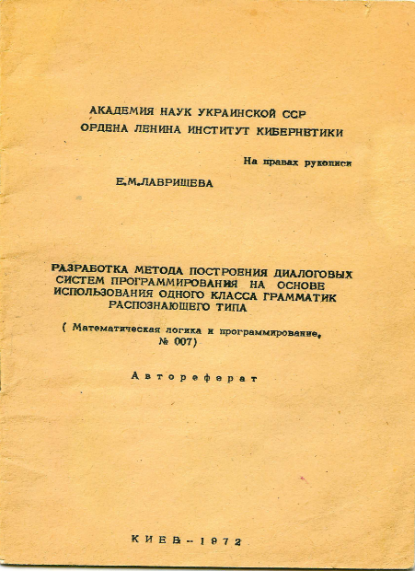 АКАДЕМИЯ НАУК УКРАИНСКОЙ ССР
ОРДЕНА ЛЕНИНА ИНСТИТУТ КИБЕРНЕТИКИ
На правах рукописи
Е.М.ЛАВРИЩЕВА
РАЗРАБОТКА МЕТОДА ПОСТРОЕНИЯ ДИАЛОГОВЫХ
СИСТЕМ ПРОГРАММИРОВАНИЯ НА ОСНОВЕ
ИСПОЛЬЗОВАНИЯ ОДНОГО КЛАССА ГРАММАТИК
РАСПОЗНАЮЩЕГО ТИПА
( Математическая логика и программирование,
№ 007)
Автореферат
КИЕВ-1972